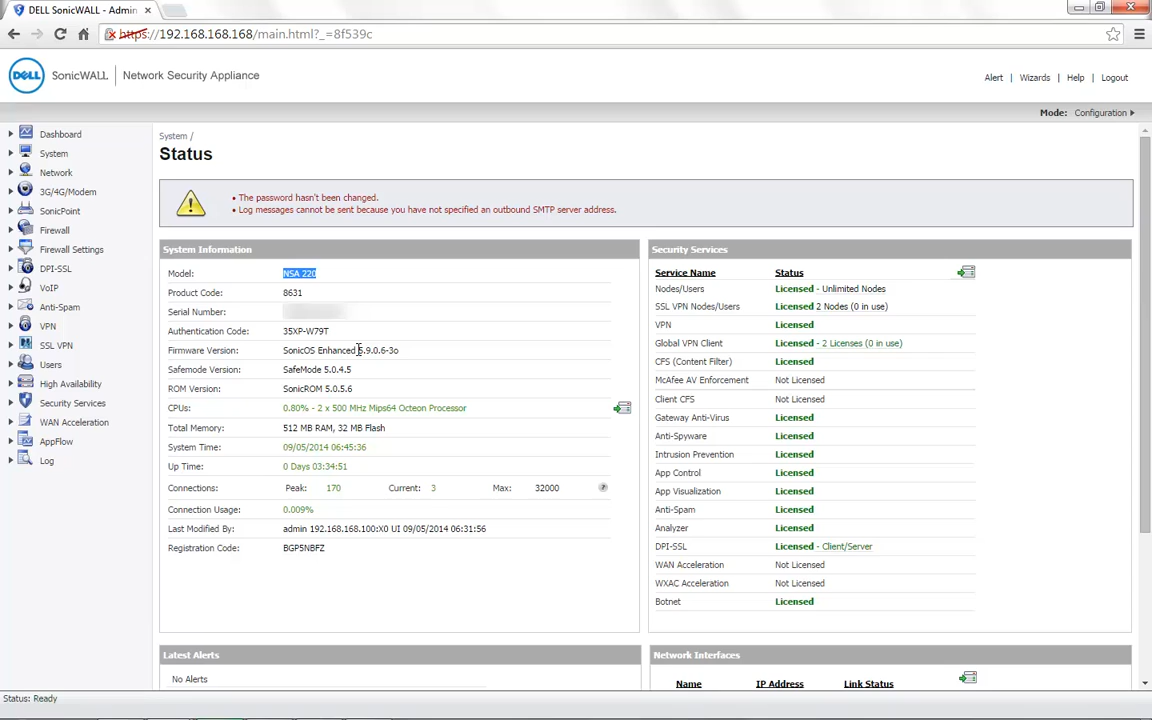 DELL SonicWALL - Admin ×
https://192.168.168.168/main.html?_=8f539c
DELL SonicWALL | Network Security Appliance
Alert | Wizards | Help | Logout
Mode: Configuration
Dashboard
System
Network
3G/4G/Modem
SonicPoint
Firewall
Firewall Settings
DPI-SSL
VoIP
Anti-Spam
VPN
SSL VPN
Users
High Availability
Security Services
WAN Acceleration
AppFlow
Log
System /
Status
• The password hasn't been changed.
• Log messages cannot be sent because you have not specified an outbound SMTP server address.
System Information
Model: NSA 220
Product Code: 8631
Serial Number:
Authentication Code: 35XP-W79T
Firmware Version: SonicOS Enhanced 5.9.0.6-3o
Safemode Version: SafeMode 5.0.4.5
ROM Version: SonicROM 5.0.5.6
CPUs: 0.80% - 2 x 500 MHz Mips64 Octeon Processor
Total Memory: 512 MB RAM, 32 MB Flash
System Time: 09/05/2014 06:45:36
Up Time: 0 Days 03:34:51
Connections: Peak: 170 Current: 3 Max: 32000 ?
Connection Usage: 0.009%
Last Modified By: admin 192.168.168.100:X0 UI 09/05/2014 06:31:56
Registration Code: BGP5NBFZ
Security Services
Service Name Status
Nodes/Users Licensed - Unlimited Nodes
SSL VPN Nodes/Users Licensed 2 Nodes (0 in use)
VPN Licensed
Global VPN Client Licensed - 2 Licenses (0 in use)
CFS (Content Filter) Licensed
McAfee AV Enforcement Not Licensed
Client CFS Not Licensed
Gateway Anti-Virus Licensed
Anti-Spyware Licensed
Intrusion Prevention Licensed
App Control Licensed
App Visualization Licensed
Anti-Spam Licensed
Analyzer Licensed
DPI-SSL Licensed - Client/Server
WAN Acceleration Not Licensed
WXAC Acceleration Not Licensed
Botnet Licensed
Latest Alerts
No Alerts
Network Interfaces
Name IP Address Link Status
Status: Ready